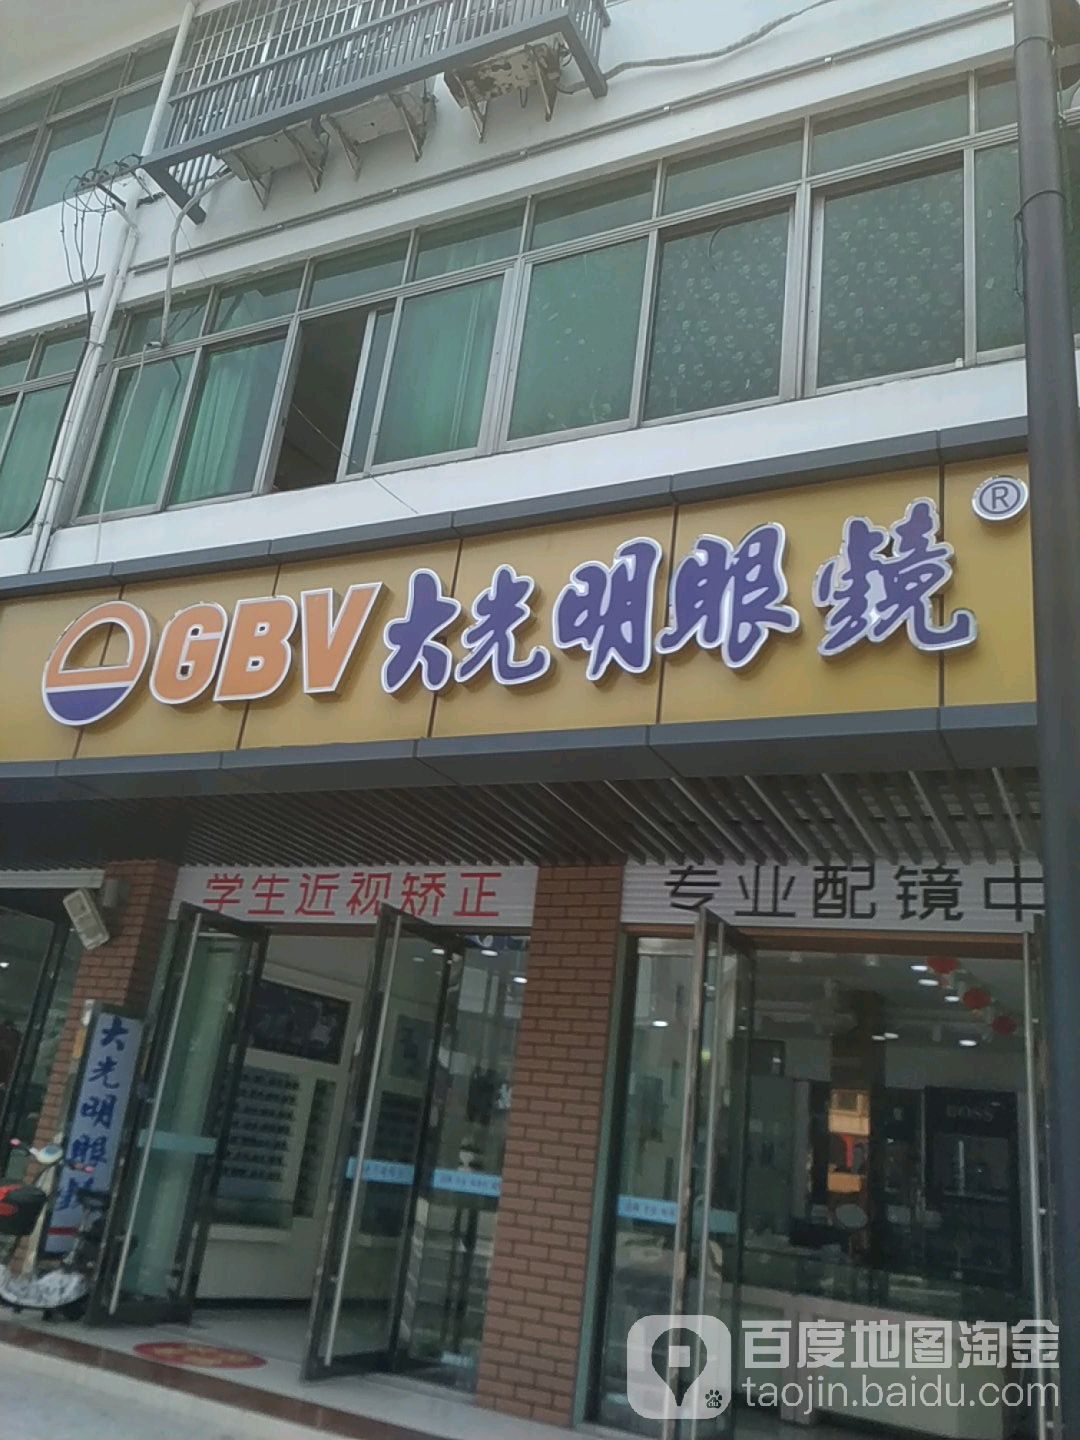 GBV大光明眼镜®
学生近视矫正
专业配镜中
大光明眼镜
BOSS
百度地图淘金
taojin.baidu.com